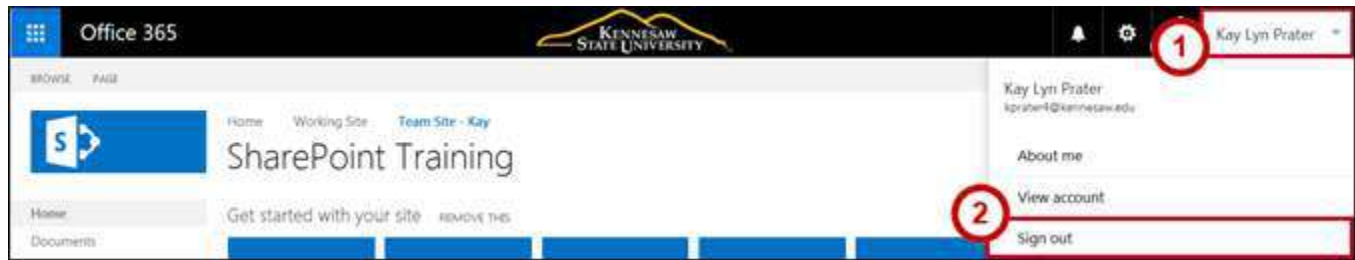 Office 365
KENNESAW
STATE UNIVERSITY
1
Kay Lyn Prater
BROWSE PAGE
Kay Lyn Prater
kprater4@kennesaw.edu
S
Home Working Site Team Site - Kay
SharePoint Training
About me
View account
Home
Get started with your site REMOVE THIS
2
Sign out
Documents